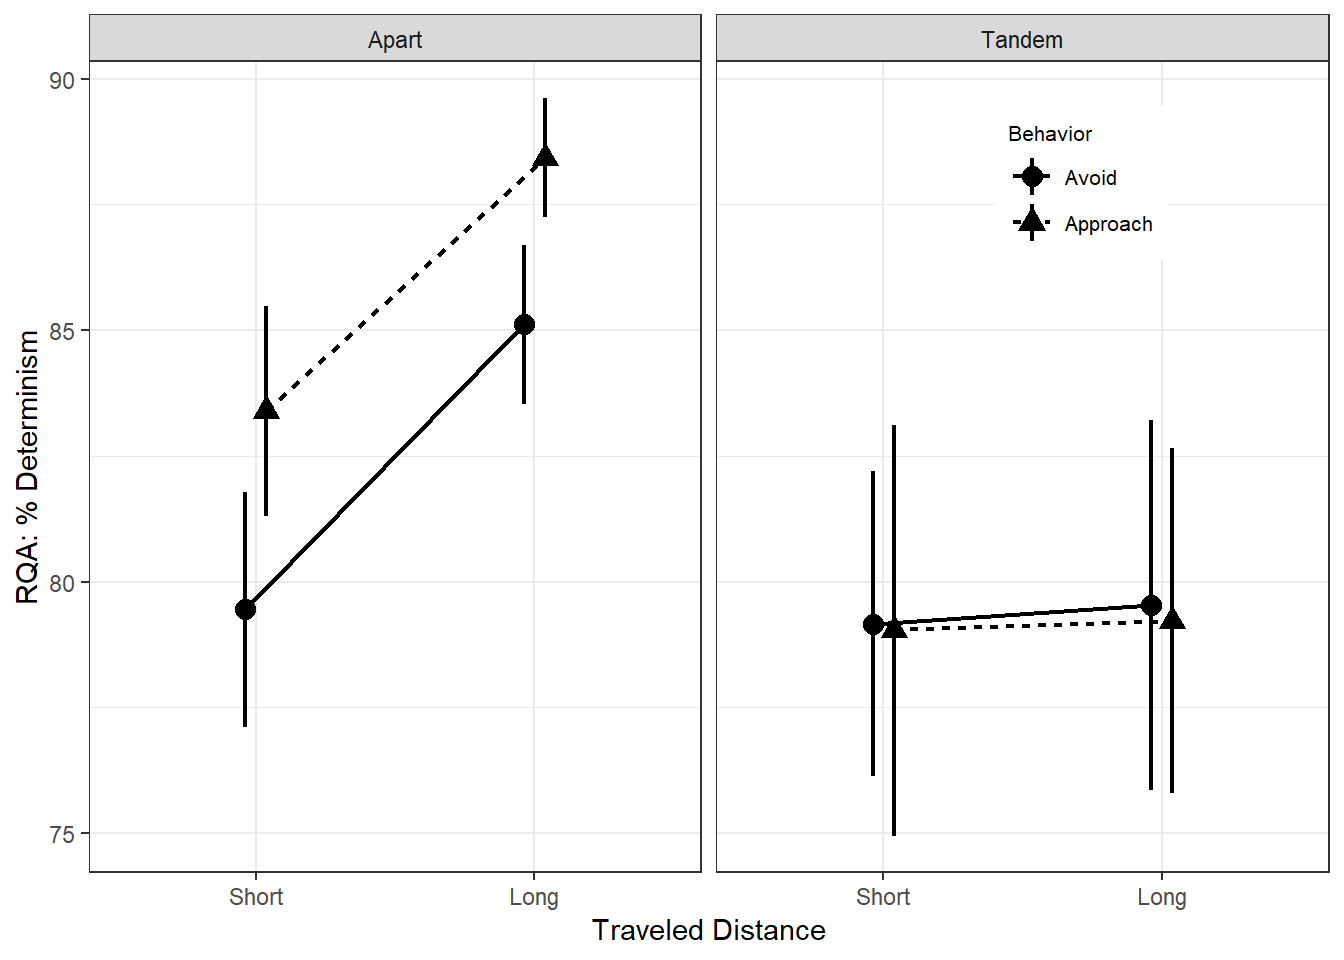 Apart
Tandem
90
85
80
75
RQA: % Determinism
Behavior
Avoid
Approach
Short
Long
Short
Long
Traveled Distance